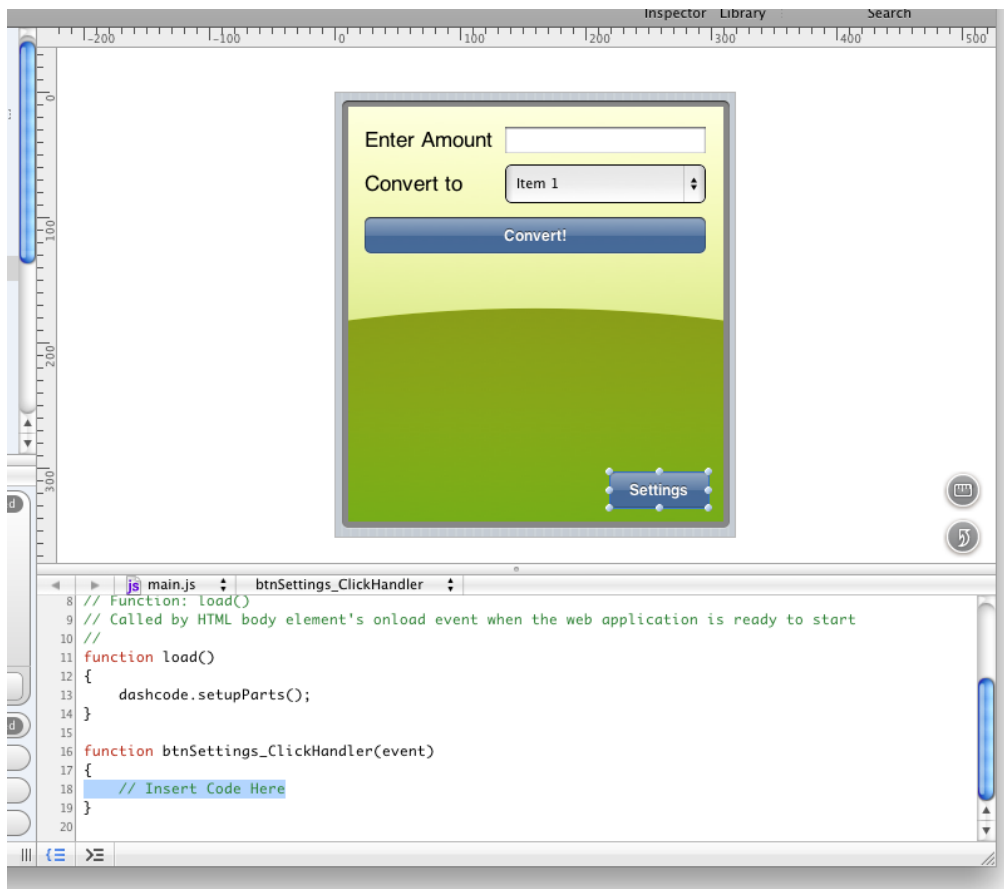 Inspector Library Search
-200 -100 0 100 200 300 400 500
0
100
200
300
Enter Amount
Convert to Item 1
Convert!
Settings
d
js main.js btnSettings_ClickHandler
8 // Function: load()
9 // Called by HTML body element's onload event when the web application is ready to start
10 //
11 function load()
12 {
13 dashcode.setupParts();
14 }
15
16 function btnSettings_ClickHandler(event)
17 {
18 // Insert Code Here
19 }
20
d